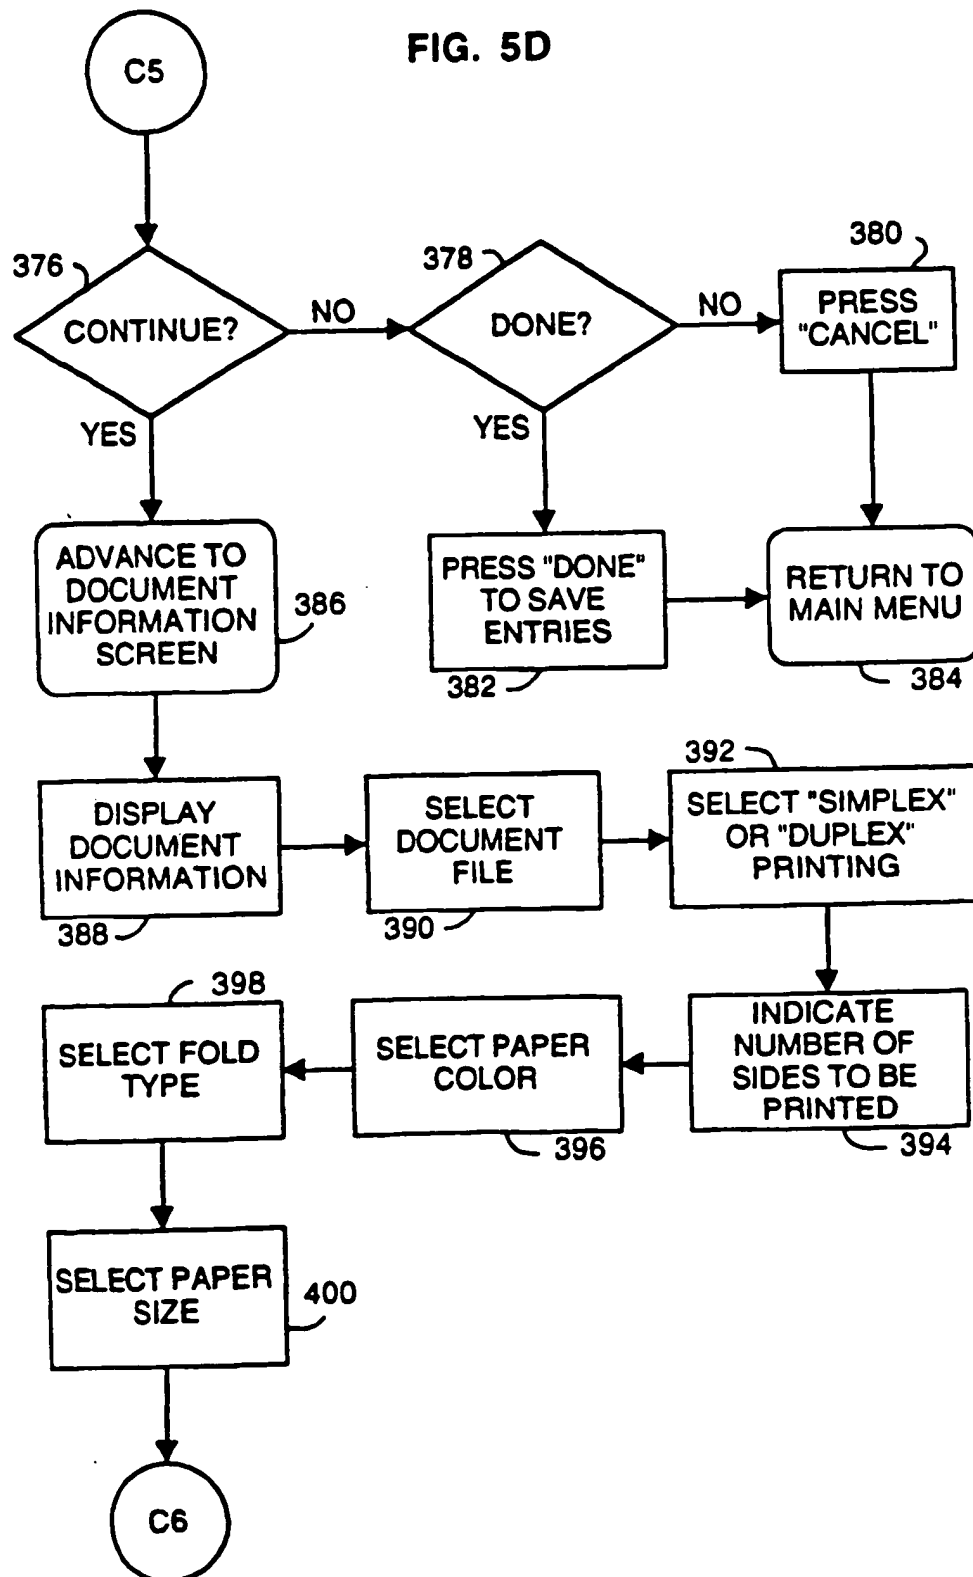 FIG. 5D
C5
376
CONTINUE?
NO
378
DONE?
NO
380
PRESS
"CANCEL"
YES
YES
ADVANCE TO
DOCUMENT
INFORMATION
SCREEN
386
PRESS "DONE"
TO SAVE
ENTRIES
382
RETURN TO
MAIN MENU
384
DISPLAY
DOCUMENT
INFORMATION
388
SELECT
DOCUMENT
FILE
390
392
SELECT "SIMPLEX"
OR "DUPLEX"
PRINTING
398
SELECT FOLD
TYPE
SELECT PAPER
COLOR
396
INDICATE
NUMBER OF
SIDES TO BE
PRINTED
394
SELECT PAPER
SIZE
400
C6